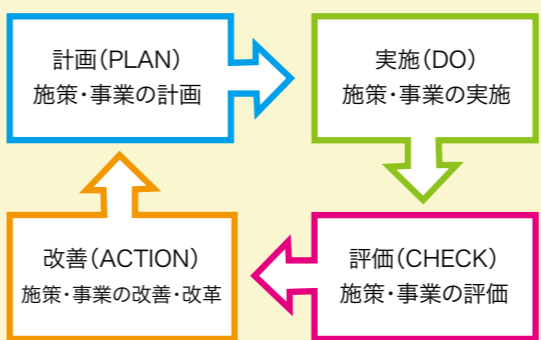 計画(PLAN)
施策・事業の計画
実施(DO)
施策・事業の実施
評価(CHECK)
施策・事業の評価
改善(ACTION)
施策・事業の改善・改革